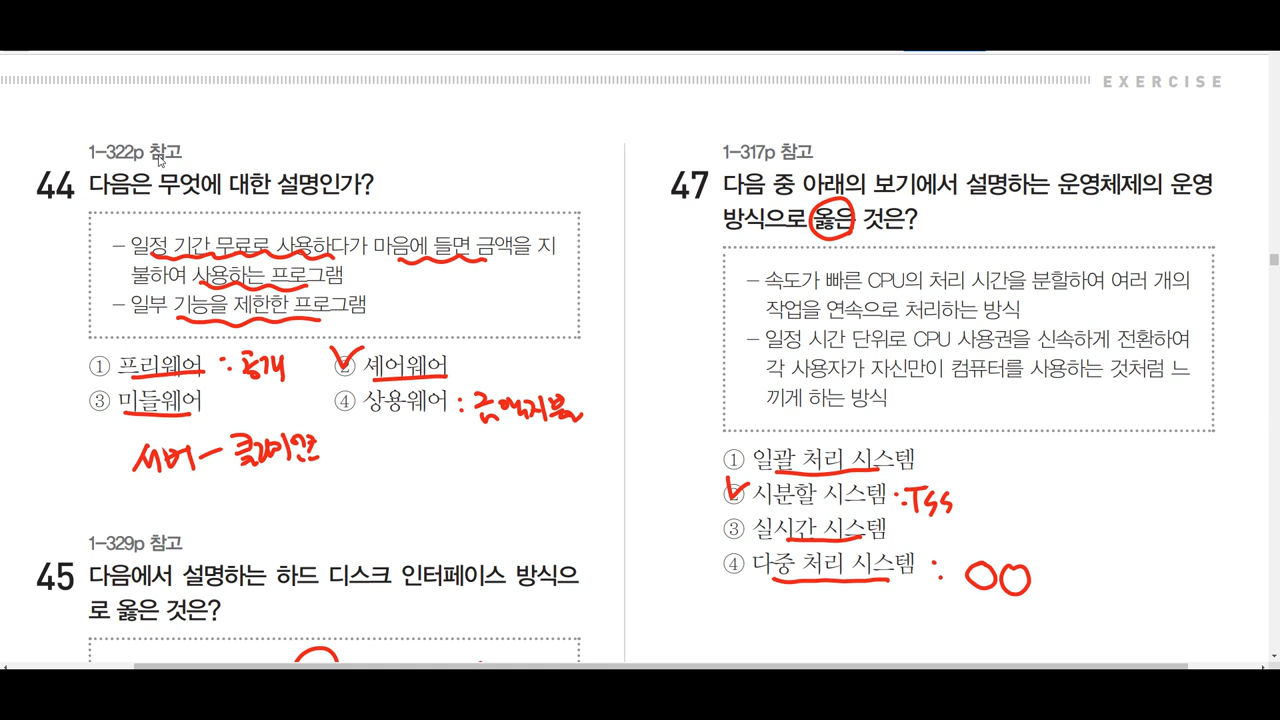 EXERCISE
1-322p 참고
44 다음은 무엇에 대한 설명인가?
- 일정 기간 무료로 사용하다가 마음에 들면 금액을 지
불하여 사용하는 프로그램
- 일부 기능을 제한한 프로그램
① 프리웨어 : 공개
② 셰어웨어
③ 미들웨어
④ 상용웨어 : 금액지불
서버 - 클라이언트
1-329p 참고
45 다음에서 설명하는 하드 디스크 인터페이스 방식으
로 옳은 것은?
1-317p 참고
47 다음 중 아래의 보기에서 설명하는 운영체제의 운영
방식으로 옳은 것은?
- 속도가 빠른 CPU의 처리 시간을 분할하여 여러 개의
작업을 연속으로 처리하는 방식
- 일정 시간 단위로 CPU 사용권을 신속하게 전환하여
각 사용자가 자신만이 컴퓨터를 사용하는 것처럼 느
끼게 하는 방식
① 일괄 처리 시스템
② 시분할 시스템 : TSS
③ 실시간 시스템
④ 다중 처리 시스템 :